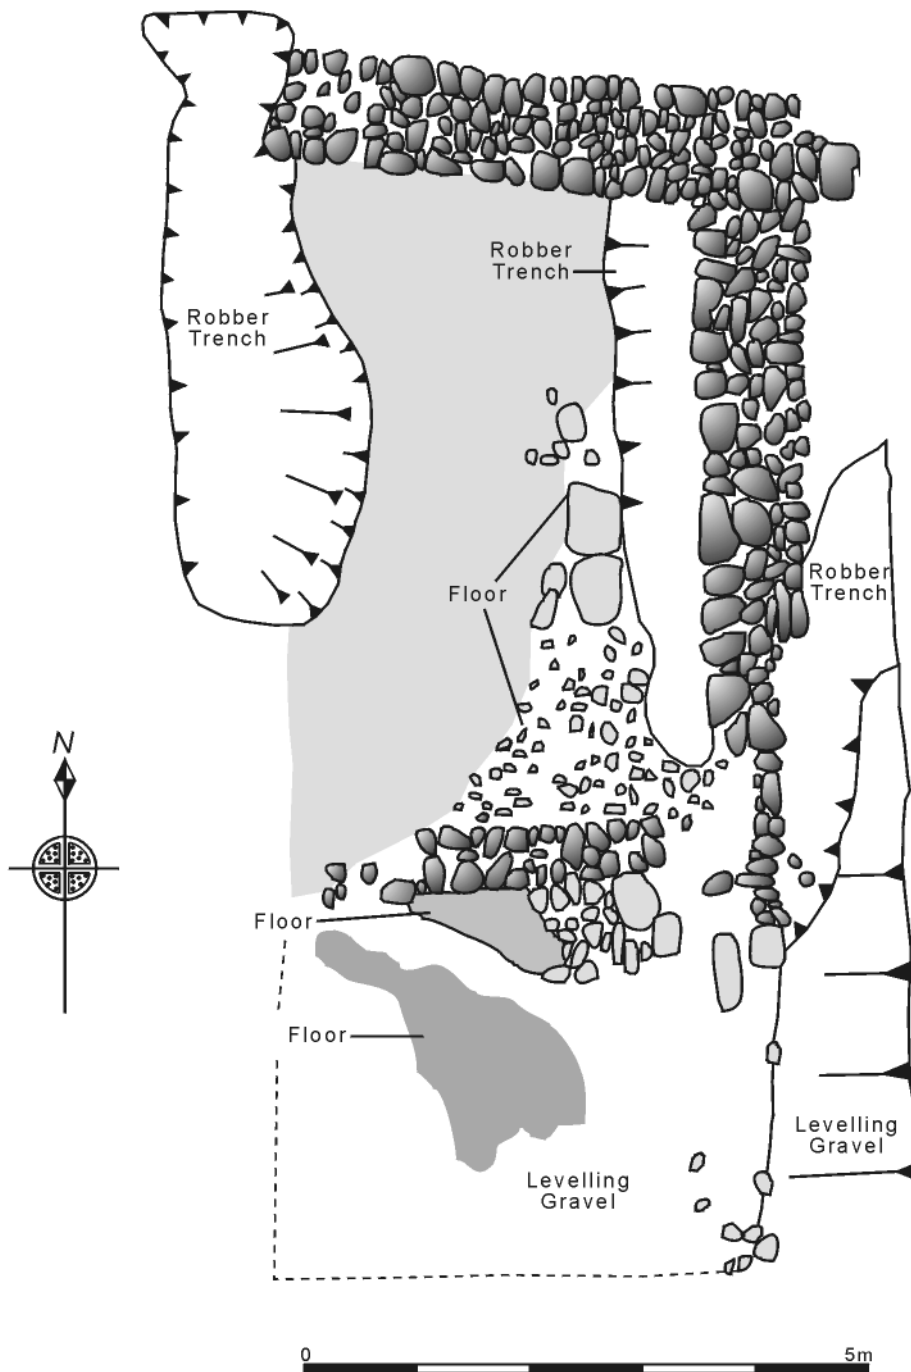 Robber
Trench
Robber
Trench
Robber
Trench
Floor
N
Floor
Floor
Levelling
Gravel
Levelling
Gravel
0
5m